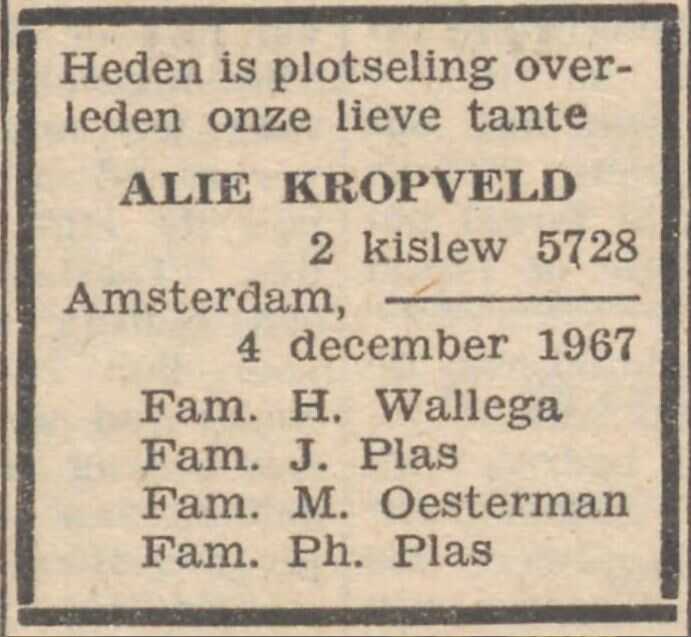 Heden is plotseling over-
leden onze lieve tante
ALIE KROPVELD
2 kislew 5728
Amsterdam,
4 december 1967
Fam. H. Wallega
Fam. J. Plas
Fam. M. Oesterman
Fam. Ph. Plas